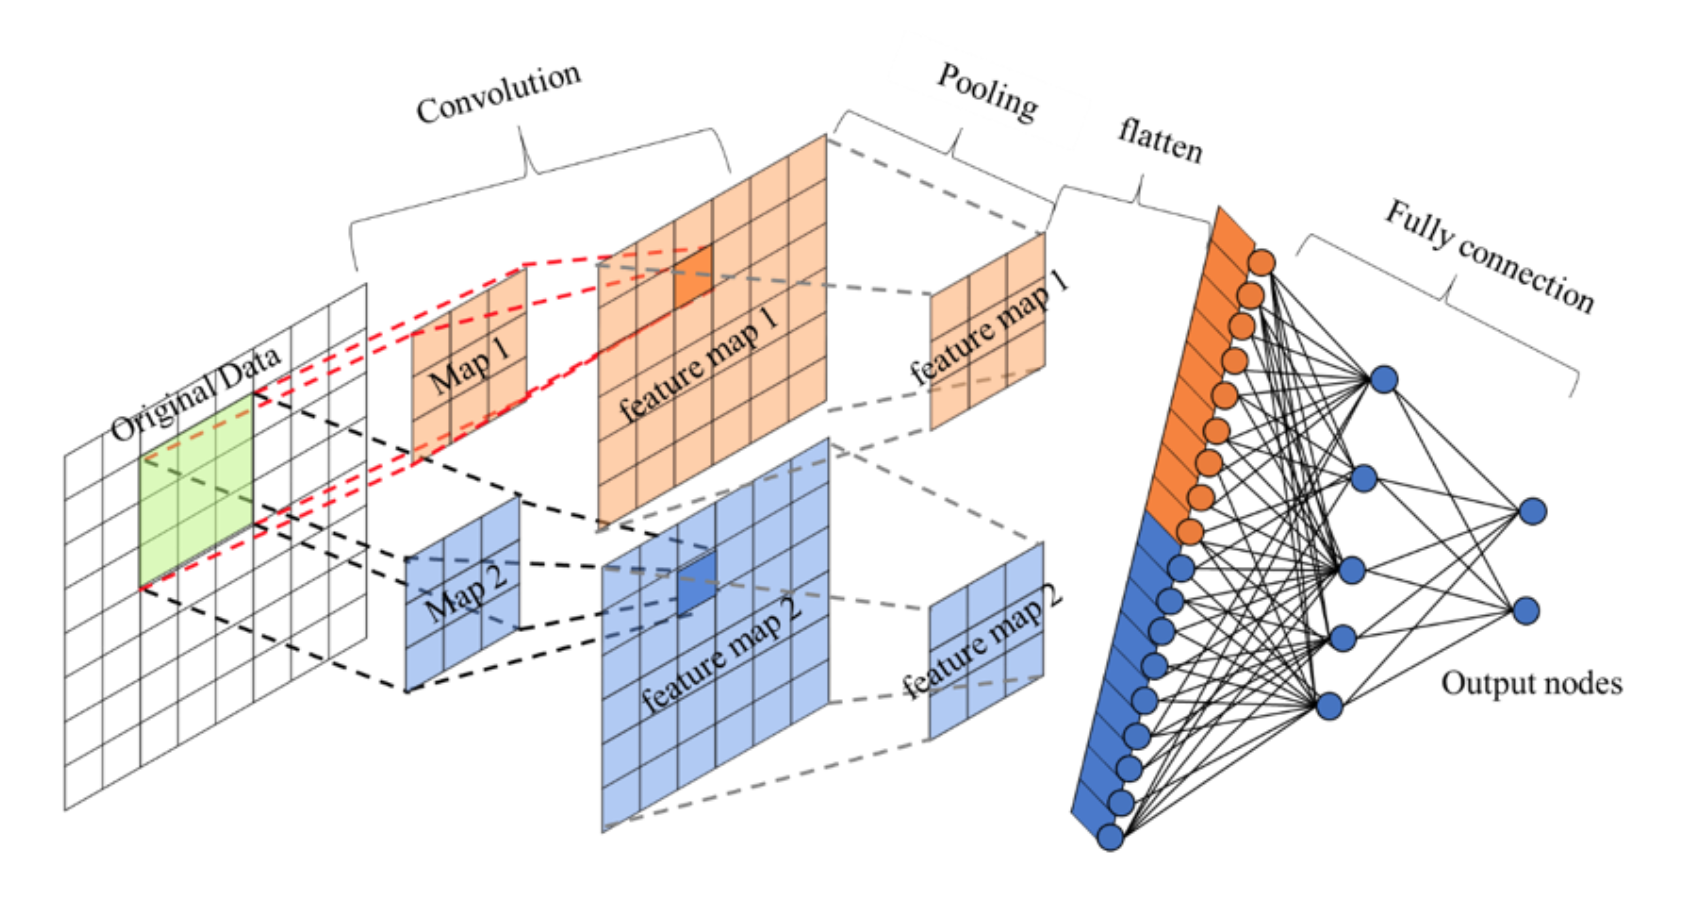 Convolution
Pooling
flatten
Fully connection
Original/Data
Map 1
feature map 1
feature map 1
Map 2
feature map 2
feature map 2
Output nodes